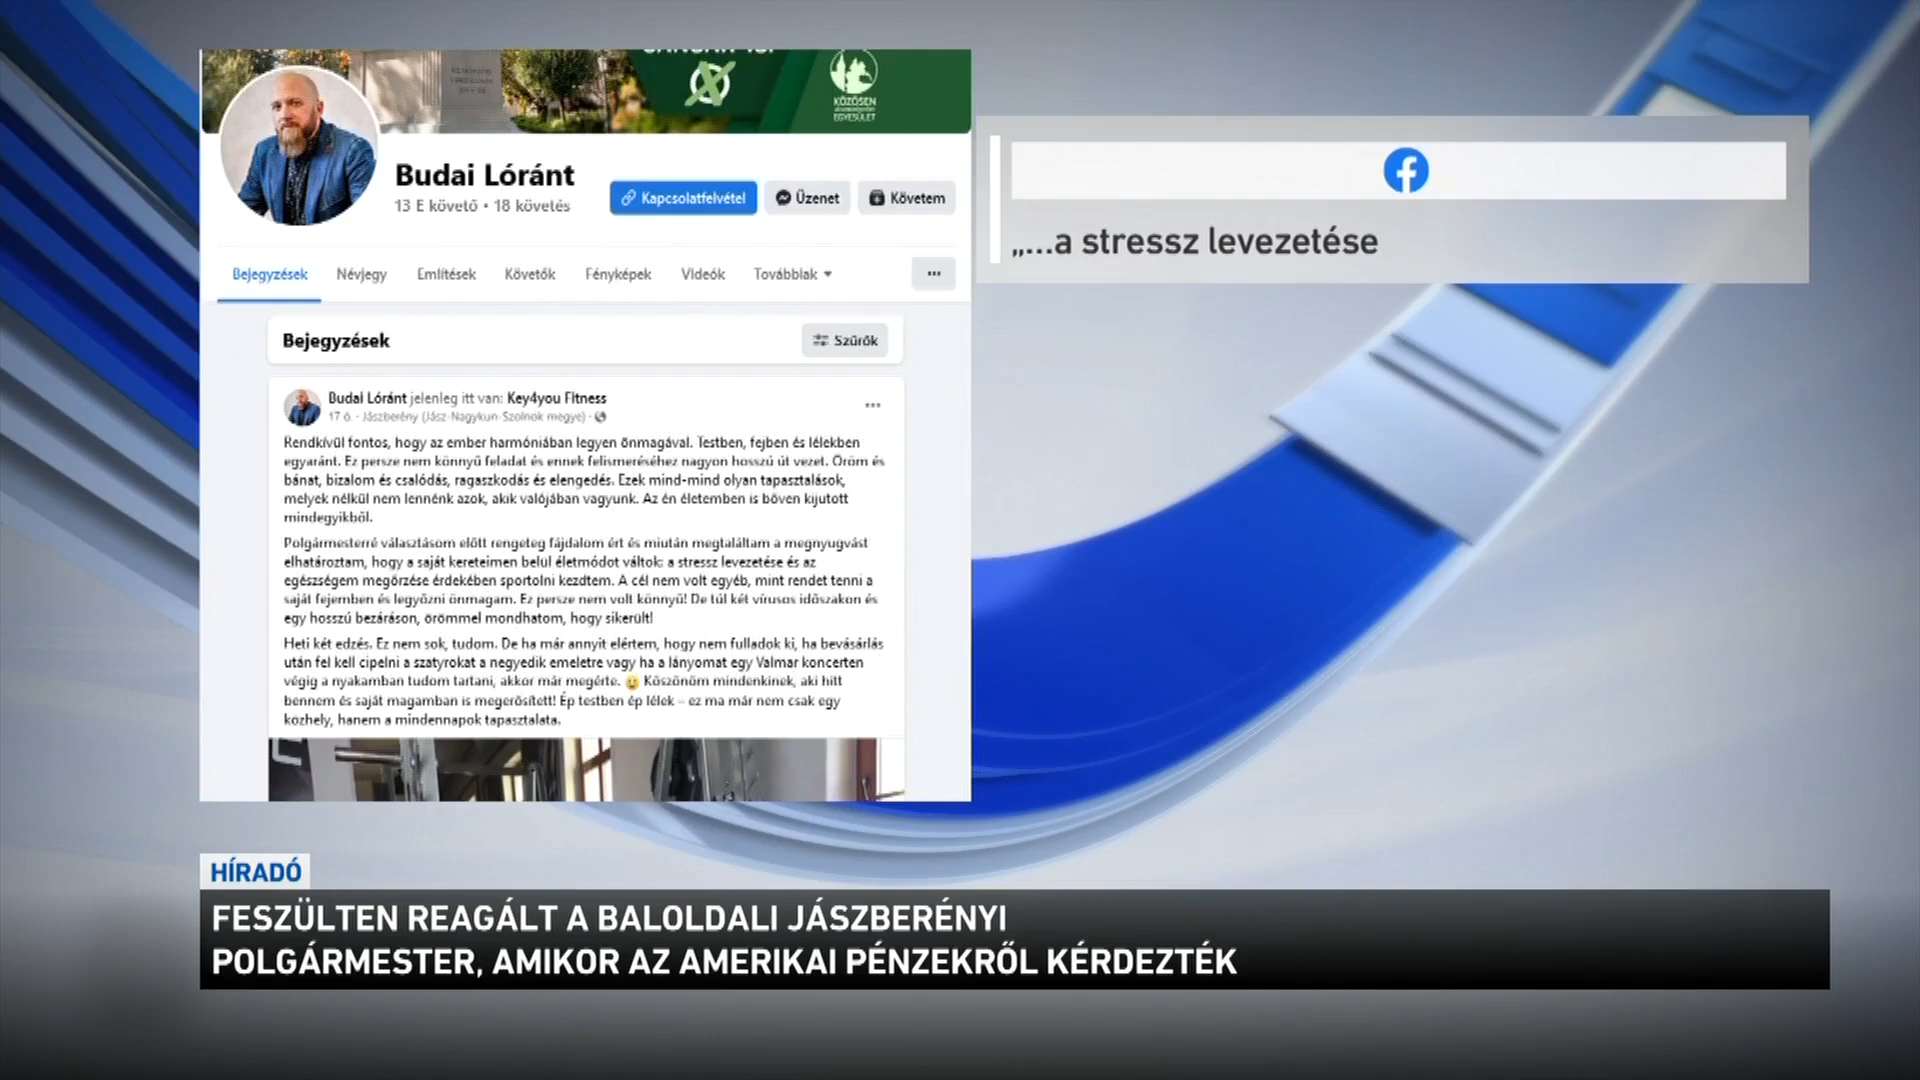 KÖZÖSEN
EGYESÜLET
Budai Lóránt
13 E követő • 18 követés
Kapcsolatfelvétel
Üzenet
Követem
Bejegyzések Névjegy Említések Követők Fényképek Videók Továbbiak
Bejegyzések
Szűrők
Budai Lóránt jelenleg itt van: Key4you Fitness
17 ó. · Jászberény (Jász-Nagykun-Szolnok megye) ·
Rendkívül fontos, hogy az ember harmóniában legyen önmagával. Testben, fejben és lélekben
egyaránt. Ez persze nem könnyű feladat és ennek felismeréséhez nagyon hosszú út vezet. Öröm és
bánat, bizalom és csalódás, ragaszkodás és elengedés. Ezek mind-mind olyan tapasztalások,
melyek nélkül nem lennénk azok, akik valójában vagyunk. Az én életemben is bőven kijutott
mindegyikből.
Polgármesterré választásom előtt rengeteg fájdalom ért és miután megtaláltam a megnyugvást
elhatároztam, hogy a saját kereteimen belül életmódot váltok: a stressz levezetése és az
egészségem megőrzése érdekében sportolni kezdtem. A cél nem volt egyéb, mint rendet tenni a
saját fejemben és legyőzni önmagam. Ez persze nem volt könnyű! De túl két vírusos időszakon és
egy hosszú bezáráson, örömmel mondhatom, hogy sikerült!
Heti két edzés. Ez nem sok, tudom. De ha már annyit elértem, hogy nem fulladok ki, ha bevásárlás
után fel kell cipelni a szatyrokat a negyedik emeletre vagy ha a lányomat egy Valmar koncerten
végig a nyakamban tudom tartani, akkor már megérte. 😀 Köszönöm mindenkinek, aki hitt
bennem és saját magamban is megerősített! Ép testben ép lélek – ez ma már nem csak egy
közhely, hanem a mindennapok tapasztalata.
„...a stressz levezetése
HÍRADÓ
FESZÜLTEN REAGÁLT A BALOLDALI JÁSZBERÉNYI
POLGÁRMESTER, AMIKOR AZ AMERIKAI PÉNZEKRŐL KÉRDEZTÉK